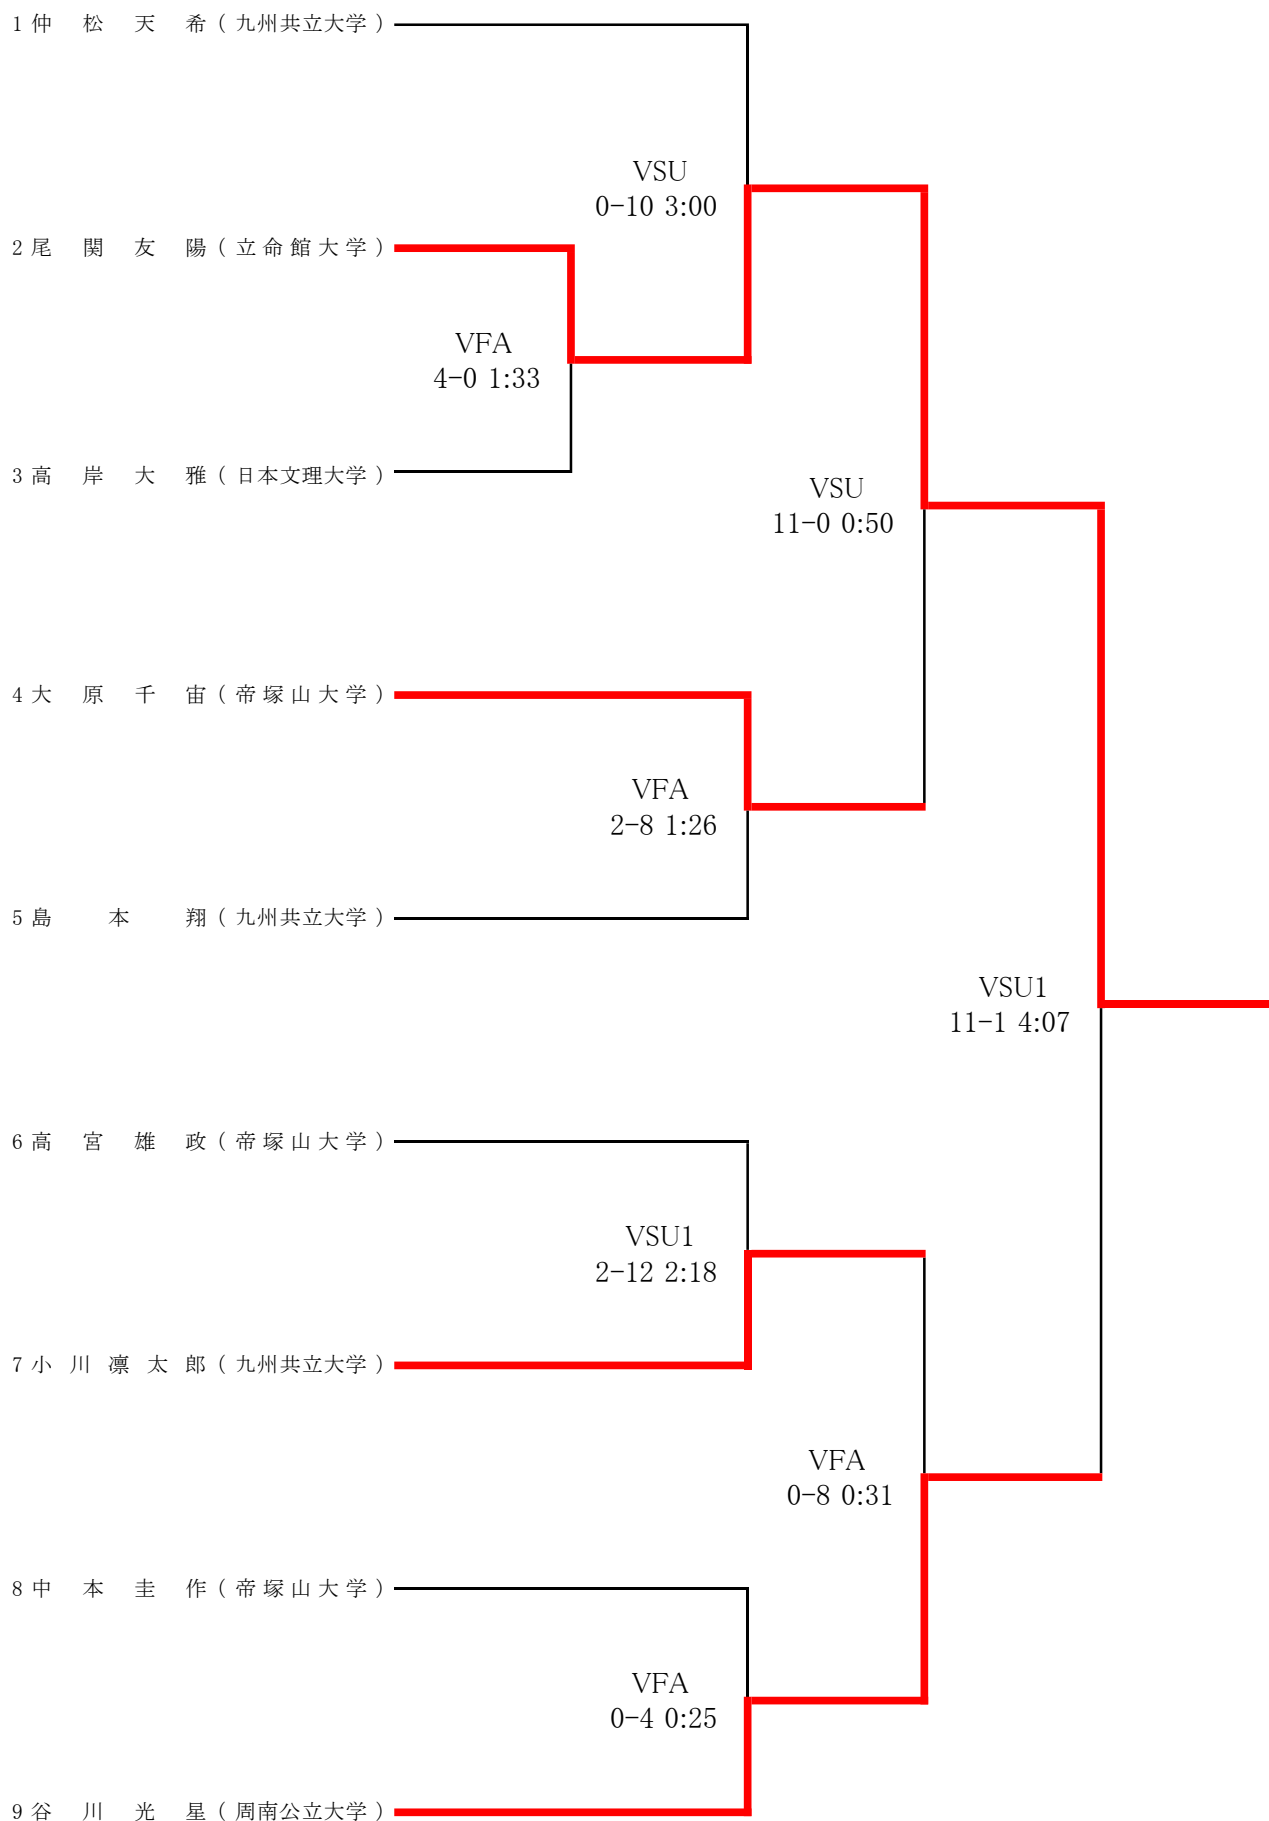 1 仲松天希 ( 九州共立大学 )
VSU
0-10 3:00
2 尾関友陽 ( 立命館大学 )
VFA
4-0 1:33
3 高岸大雅 ( 日本文理大学 )
VSU
11-0 0:50
4 大原千宙 ( 帝塚山大学 )
VFA
2-8 1:26
5 島本翔 ( 九州共立大学 )
VSU1
11-1 4:07
6 高宮雄政 ( 帝塚山大学 )
VSU1
2-12 2:18
7 小川凛太郎 ( 九州共立大学 )
VFA
0-8 0:31
8 中本圭作 ( 帝塚山大学 )
VFA
0-4 0:25
9 谷川光星 ( 周南公立大学 )